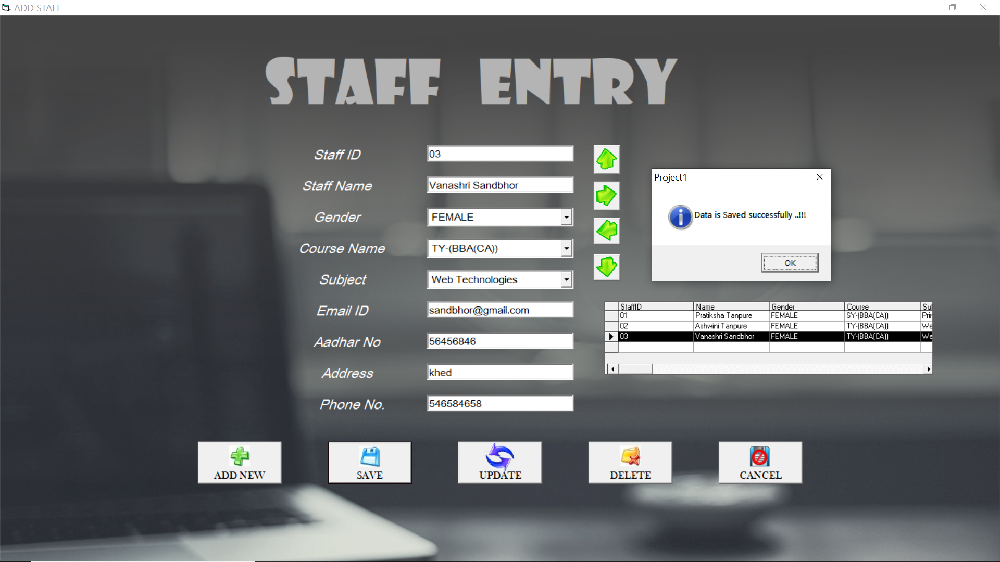 ADD STAFF
STAFF ENTRY
Staff ID 03
Staff Name Vanashri Sandbhor
Gender FEMALE
Course Name TY-(BBA(CA))
Subject Web Technologies
Email ID sandbhor@gmail.com
Aadhar No 56456846
Address khed
Phone No. 546584658
Project1
Data is Saved successfully ..!!!
OK
StaffID Name Gender Course
01 Pratiksha Tanpure FEMALE SY-(BBA(CA)) Prir
02 Ashwini Tanpure FEMALE TY-(BBA(CA)) We
03 Vanashri Sandbhor FEMALE TY-(BBA(CA)) We
ADD NEW SAVE UPDATE DELETE CANCEL